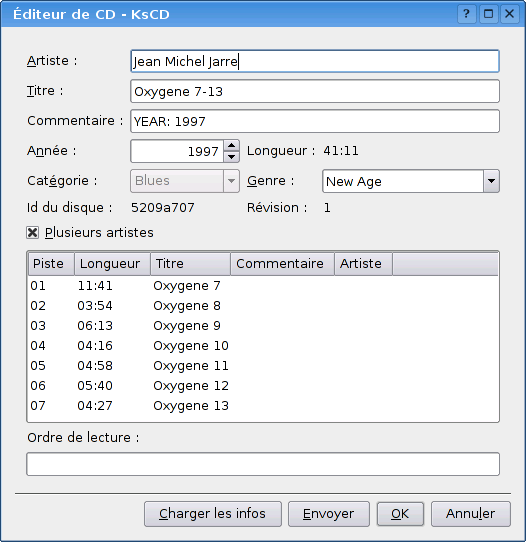 Éditeur de CD - KsCD
Artiste : Jean Michel Jarre
Titre : Oxygene 7-13
Commentaire : YEAR: 1997
Année : 1997 Longueur : 41:11
Catégorie : Blues Genre : New Age
Id du disque : 5209a707 Révision : 1
Plusieurs artistes
Piste Longueur Titre Commentaire Artiste
01 11:41 Oxygene 7
02 03:54 Oxygene 8
03 06:13 Oxygene 9
04 04:16 Oxygene 10
05 04:58 Oxygene 11
06 05:40 Oxygene 12
07 04:27 Oxygene 13
Ordre de lecture :
Charger les infos Envoyer OK Annuler